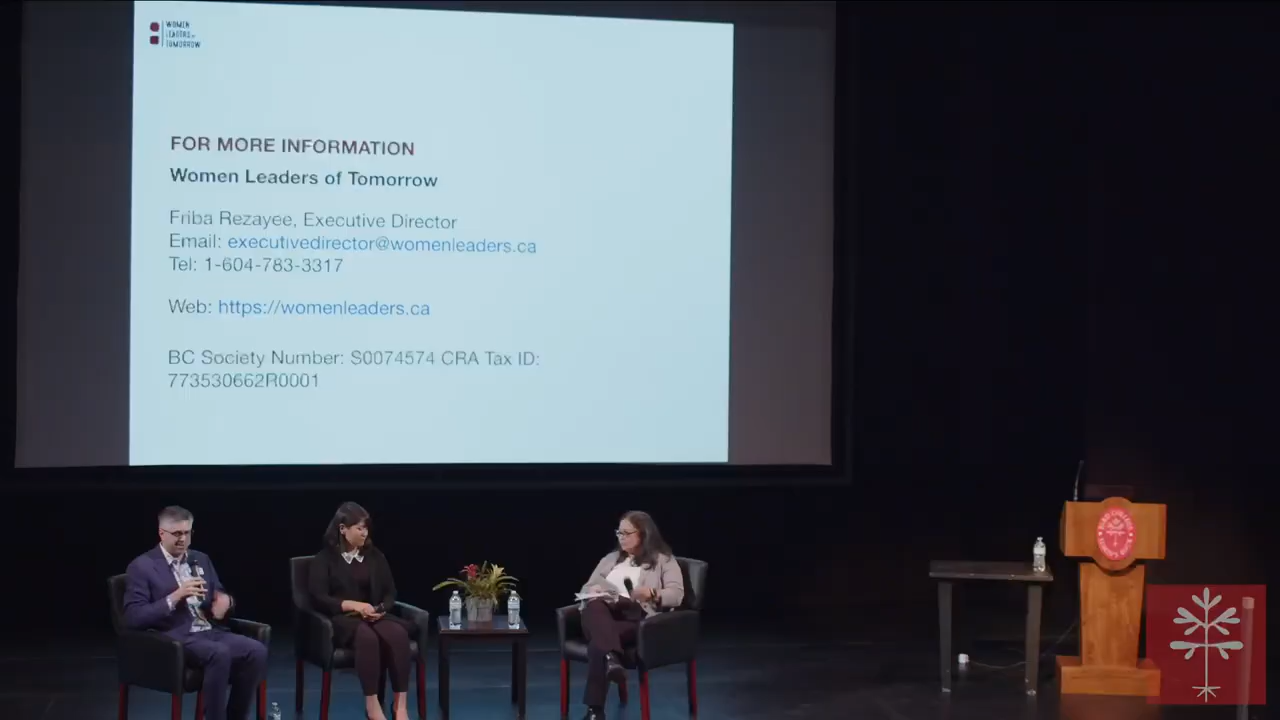 WOMEN
LEADERS OF
TOMORROW
FOR MORE INFORMATION
Women Leaders of Tomorrow
Friba Rezayee, Executive Director
Email: executivedirector@womenleaders.ca
Tel: 1-604-783-3317
Web: https://womenleaders.ca
BC Society Number: S0074574 CRA Tax ID:
773530662R0001